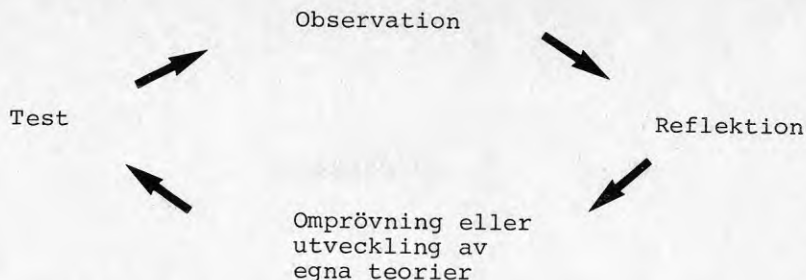 Observation
Test
Reflektion
Omprövning eller
utveckling av
egna teorier